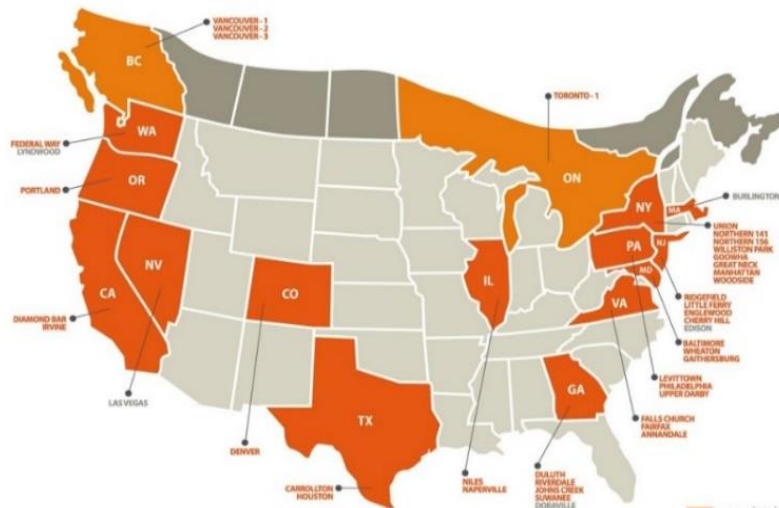 VANCOUVER - 1
VANCOUVER - 2
VANCOUVER - 3
BC
TORONTO - 1
WA
FEDERAL WAY
LYNDWOOD
OR
PORTLAND
ON
BURLINGTON
MA
NY
UNION
NORTHERN 141
NORTHERN 156
WILLISTON PARK
GOOWHA
GREAT NECK
MANHATTAN
WOODSIDE
PA
NJ
MD
NV
CA
CO
IL
VA
RIDGEFIELD
LITTLE FERRY
ENGLEWOOD
CHERRY HILL
EDISON
DIAMOND BAR
IRVINE
BALTIMORE
WHEATON
GAITHERSBURG
LEVITTOWN
PHILADELPHIA
UPPER DARBY
LAS VEGAS
GA
TX
FALLS CHURCH
FAIRFAX
ANNANDALE
DENVER
CARROLLTON
HOUSTON
NILES
NAPERVILLE
DULUTH
RIVERDALE
JOHNS CREEK
SUWANEE
DORAVILLE